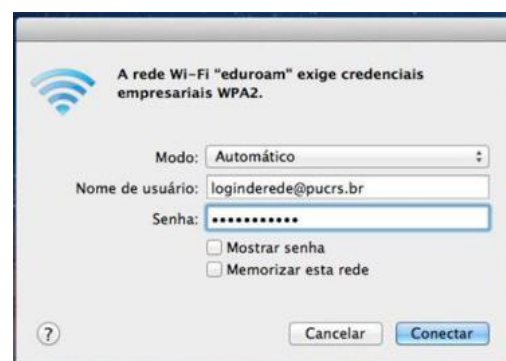 A rede Wi-Fi "eduroam" exige credenciais
empresariais WPA2.
Modo: Automático
Nome de usuário: loginderede@pucrs.br
Senha: •••••••••••
Mostrar senha
Memorizar esta rede
? Cancelar Conectar